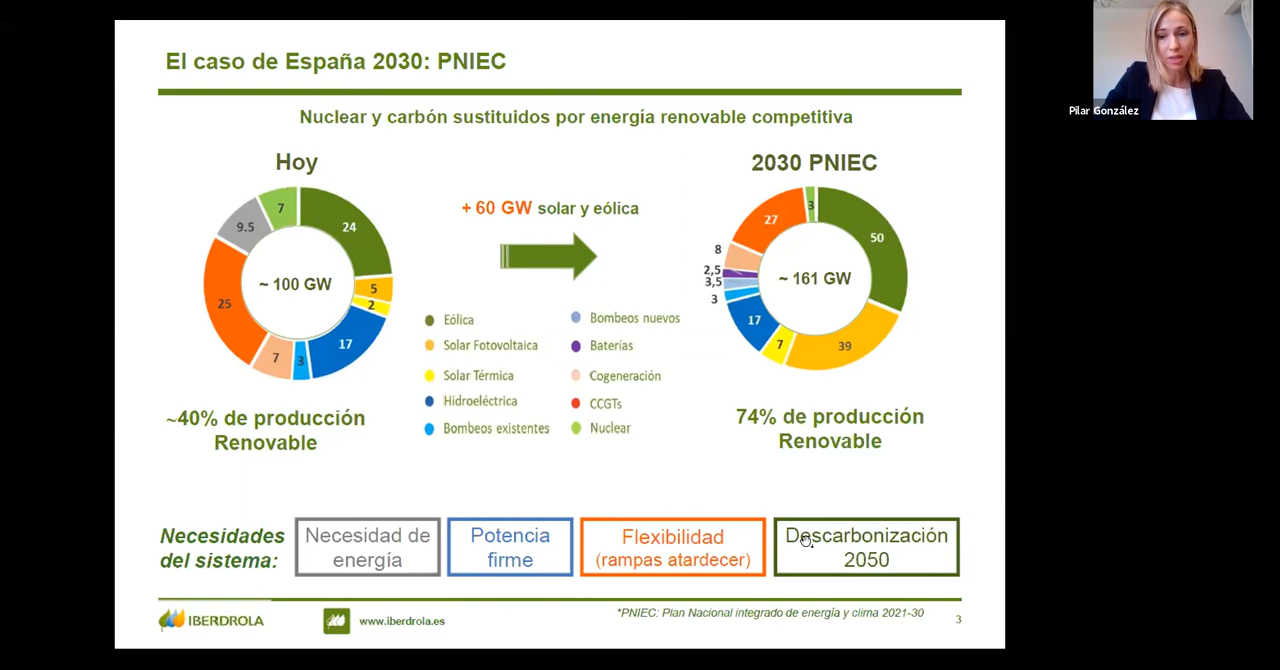 El caso de España 2030: PNIEC
Pilar González
Nuclear y carbón sustituidos por energía renovable competitiva
Hoy
24
5
2
17
3
7
25
9.5
7
~ 100 GW
~40% de producción
Renovable
+ 60 GW solar y eólica
Eólica
Solar Fotovoltaica
Solar Térmica
Hidroeléctrica
Bombeos existentes
Bombeos nuevos
Baterías
Cogeneración
CCGTs
Nuclear
2030 PNIEC
50
39
7
17
3
3,5
2,5
8
27
3
~ 161 GW
74% de producción
Renovable
Necesidades
del sistema:
Necesidad de
energía
Potencia
firme
Flexibilidad
(rampas atardecer)
Descarbonización
2050
IBERDROLA
www.iberdrola.es
*PNIEC: Plan Nacional integrado de energía y clima 2021-30
3